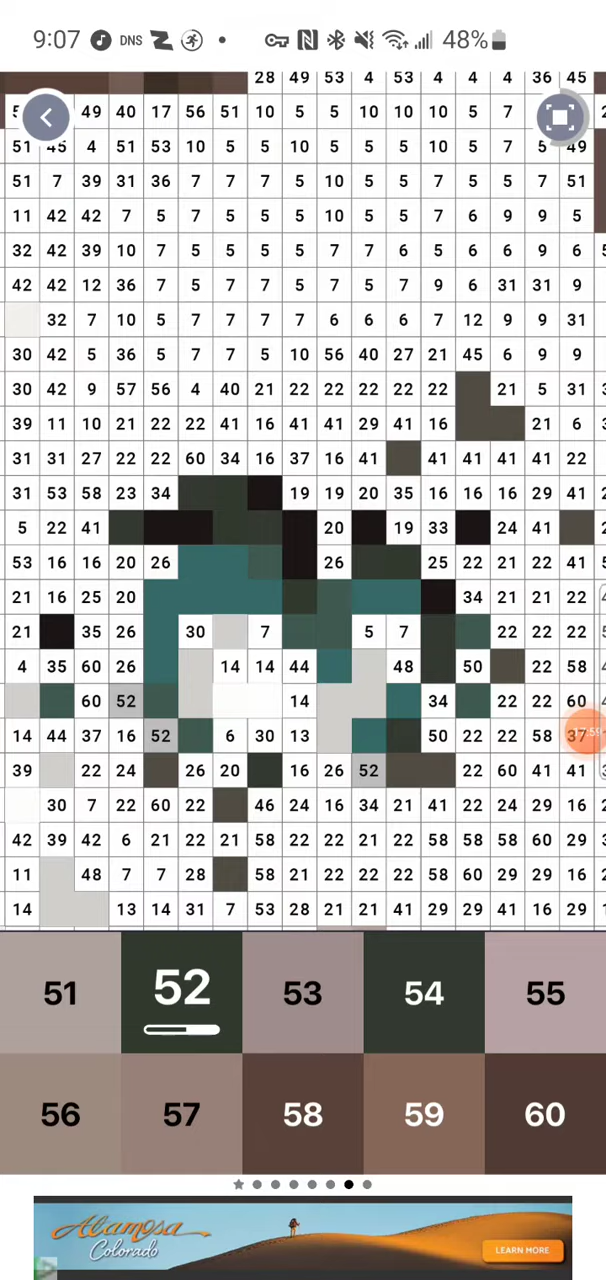 9:07 DNS 48%
28 49 53 4 53 4 4 4 36 45
49 40 17 56 51 10 5 5 10 10 10 5 7
51 45 4 51 53 10 5 5 10 5 5 5 10 5 7 5 49
51 7 39 31 36 7 7 7 5 10 5 5 7 5 5 7 51
11 42 42 7 5 7 5 5 5 10 5 5 7 6 9 9 5
32 42 39 10 7 5 5 5 5 7 7 6 5 6 6 9 6
42 42 12 36 7 5 7 7 5 7 5 7 9 6 31 31 9
32 7 10 5 7 7 7 7 6 6 6 7 12 9 9 31
30 42 5 36 5 7 7 5 10 56 40 27 21 45 6 9 9
30 42 9 57 56 4 40 21 22 22 22 22 22 21 5 31
39 11 10 21 22 22 41 16 41 41 29 41 16 21 6
31 31 27 22 22 60 34 16 37 16 41 41 41 41 41 22
31 53 58 23 34 19 19 20 35 16 16 16 29 41
5 22 41 20 19 33 24 41
53 16 16 20 26 26 25 22 21 22 41
21 16 25 20 34 21 21 22
21 35 26 30 7 5 7 22 22 22
4 35 60 26 14 14 44 48 50 22 58
60 52 14 34 22 22 60
14 44 37 16 52 6 30 13 50 22 22 58 37
39 22 24 26 20 16 26 52 22 60 41 41
30 7 22 60 22 46 24 16 34 21 41 22 24 29 16
42 39 42 6 21 22 21 58 22 22 21 22 58 58 58 60 29
11 48 7 7 28 58 21 22 22 22 58 60 29 29 16
14 13 14 31 7 53 28 21 21 41 29 29 41 16 29
51 52 53 54 55
56 57 58 59 60
Alamosa
Colorado
LEARN MORE